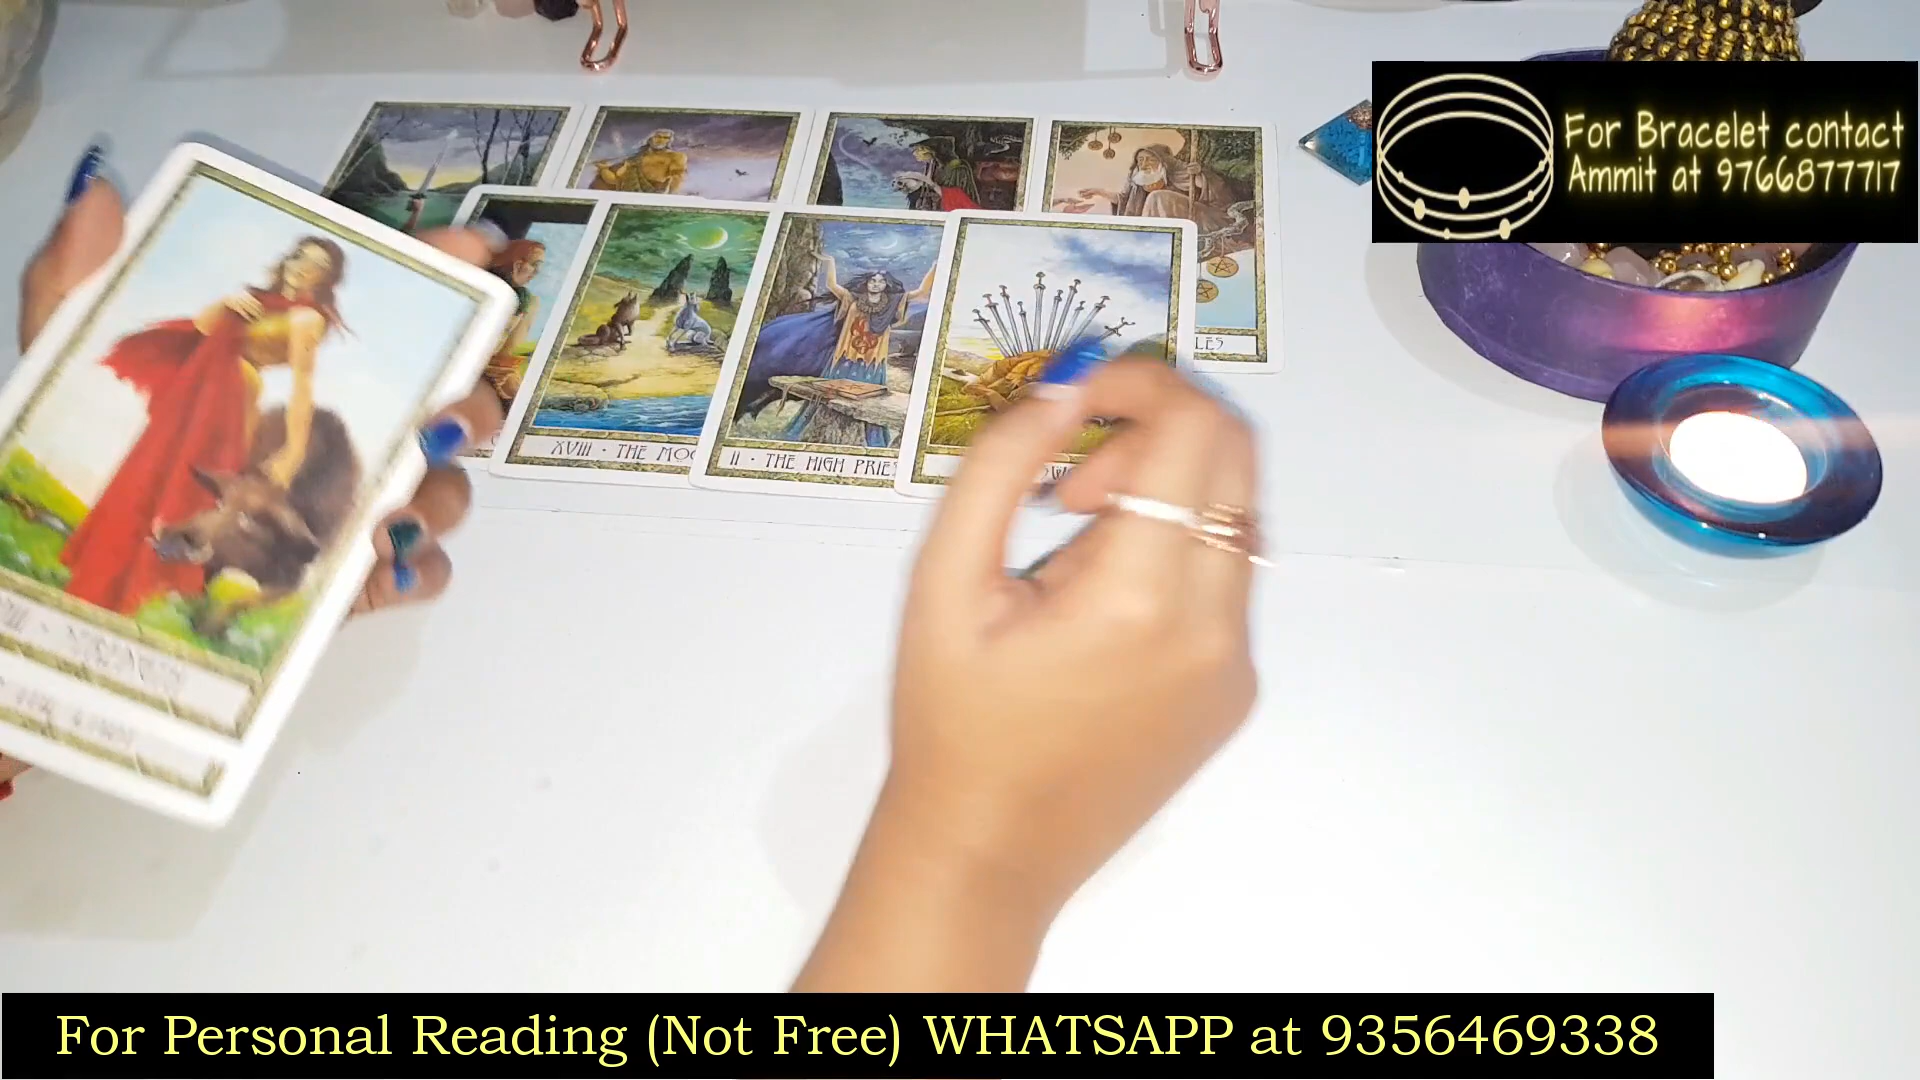 For Bracelet contact
Ammit at 9766877717
LES
XVIII · THE MOO
II · THE HIGH PRIES
For Personal Reading (Not Free) WHATSAPP at 9356469338